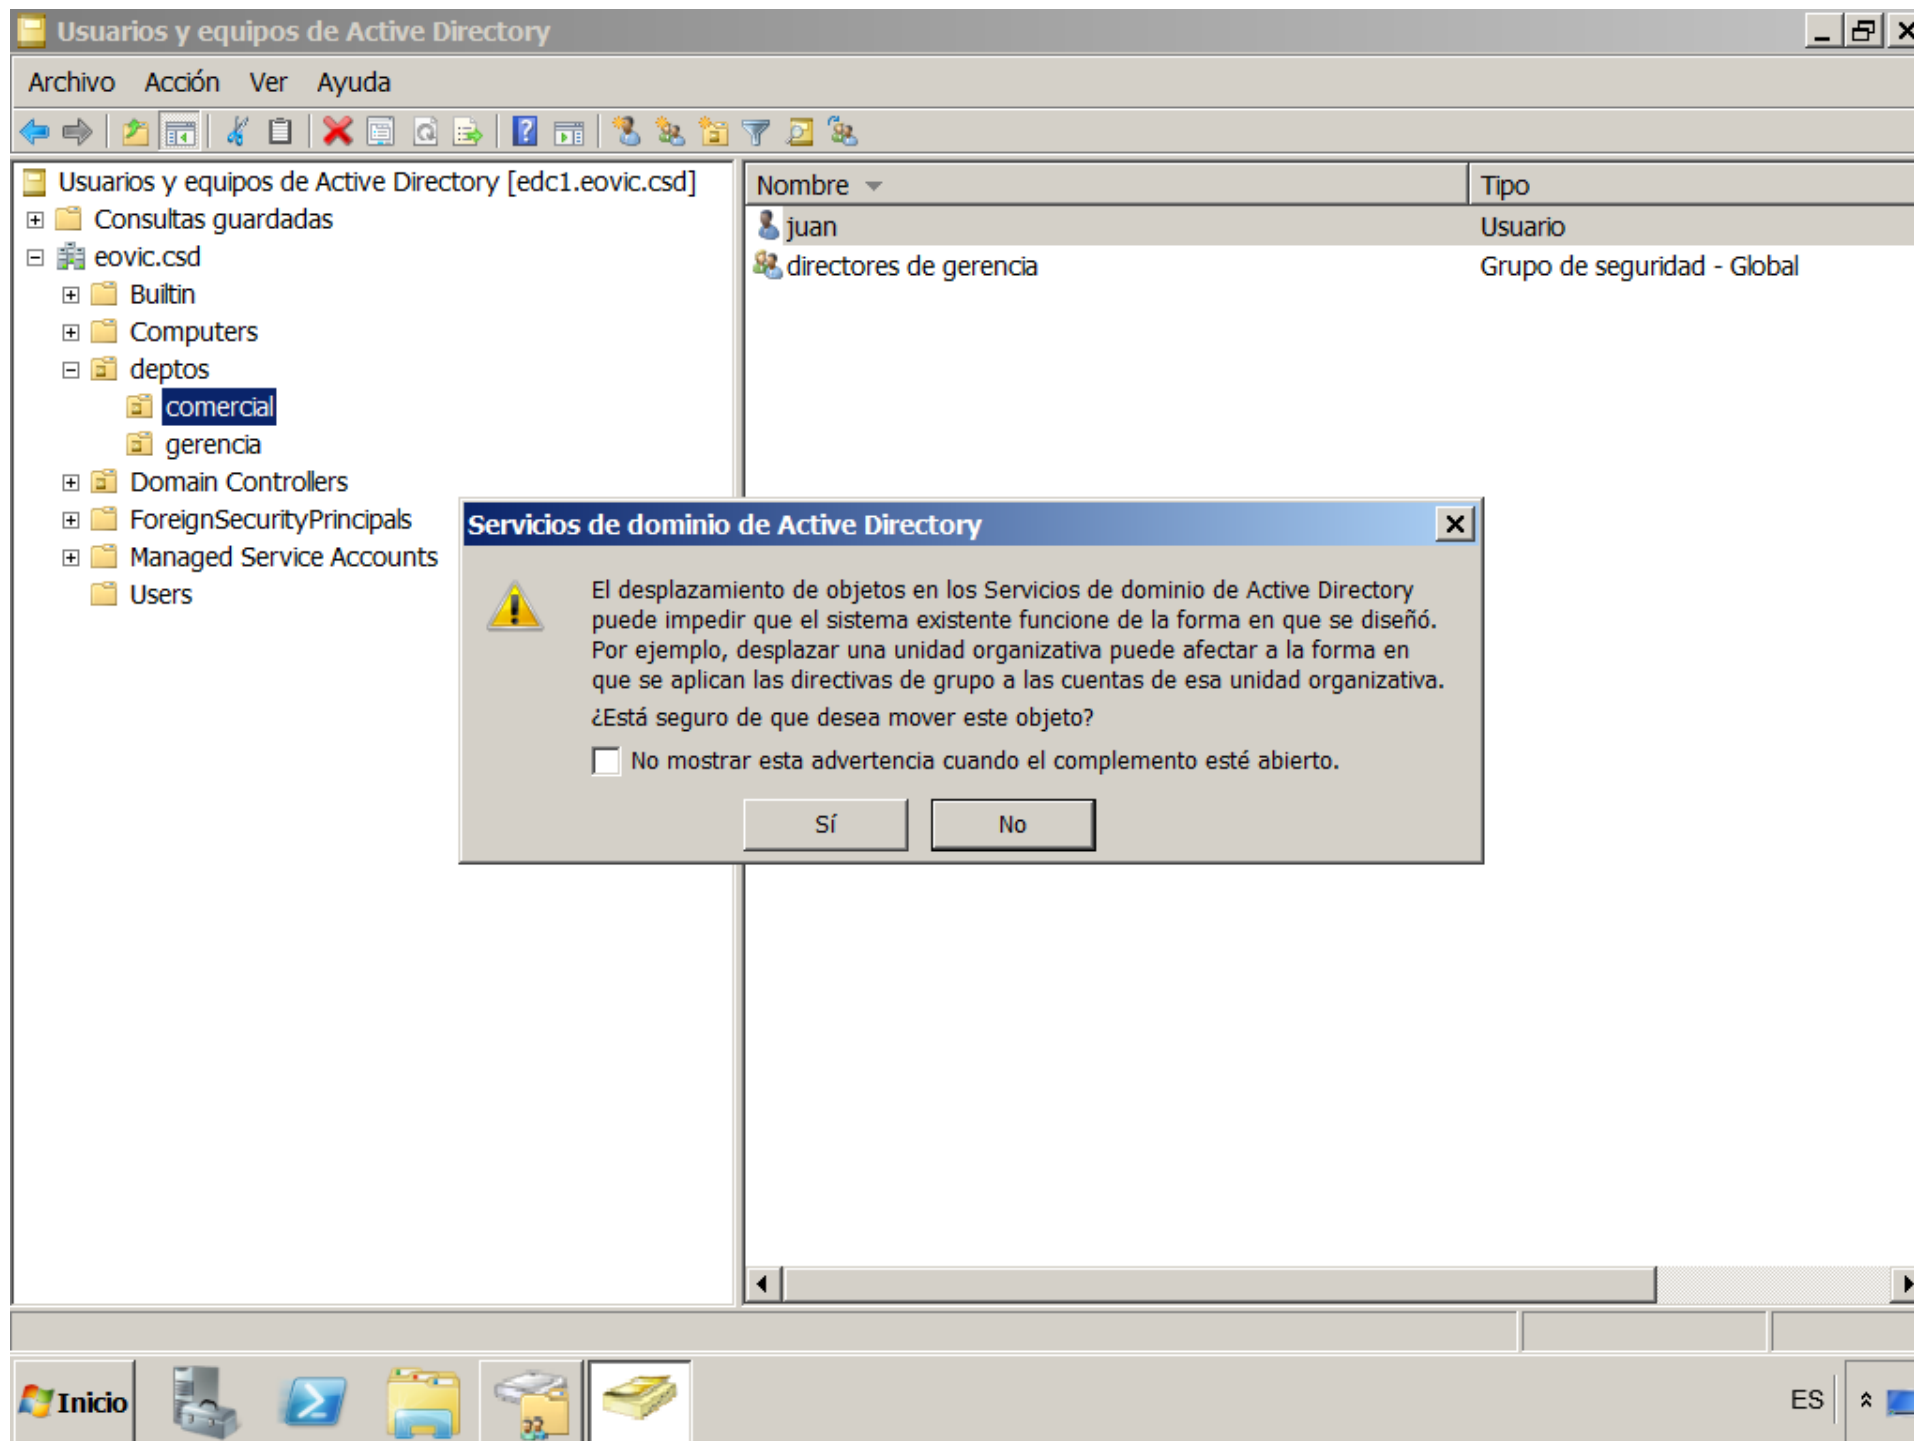 Usuarios y equipos de Active Directory
Archivo Acción Ver Ayuda
Usuarios y equipos de Active Directory [edc1.eovic.csd]
Consultas guardadas
eovic.csd
Builtin
Computers
deptos
comercial
gerencia
Domain Controllers
ForeignSecurityPrincipals
Managed Service Accounts
Users
Nombre Tipo
juan Usuario
directores de gerencia Grupo de seguridad - Global
Servicios de dominio de Active Directory
El desplazamiento de objetos en los Servicios de dominio de Active Directory
puede impedir que el sistema existente funcione de la forma en que se diseñó.
Por ejemplo, desplazar una unidad organizativa puede afectar a la forma en
que se aplican las directivas de grupo a las cuentas de esa unidad organizativa.
¿Está seguro de que desea mover este objeto?
No mostrar esta advertencia cuando el complemento esté abierto.
Sí No
Inicio ES